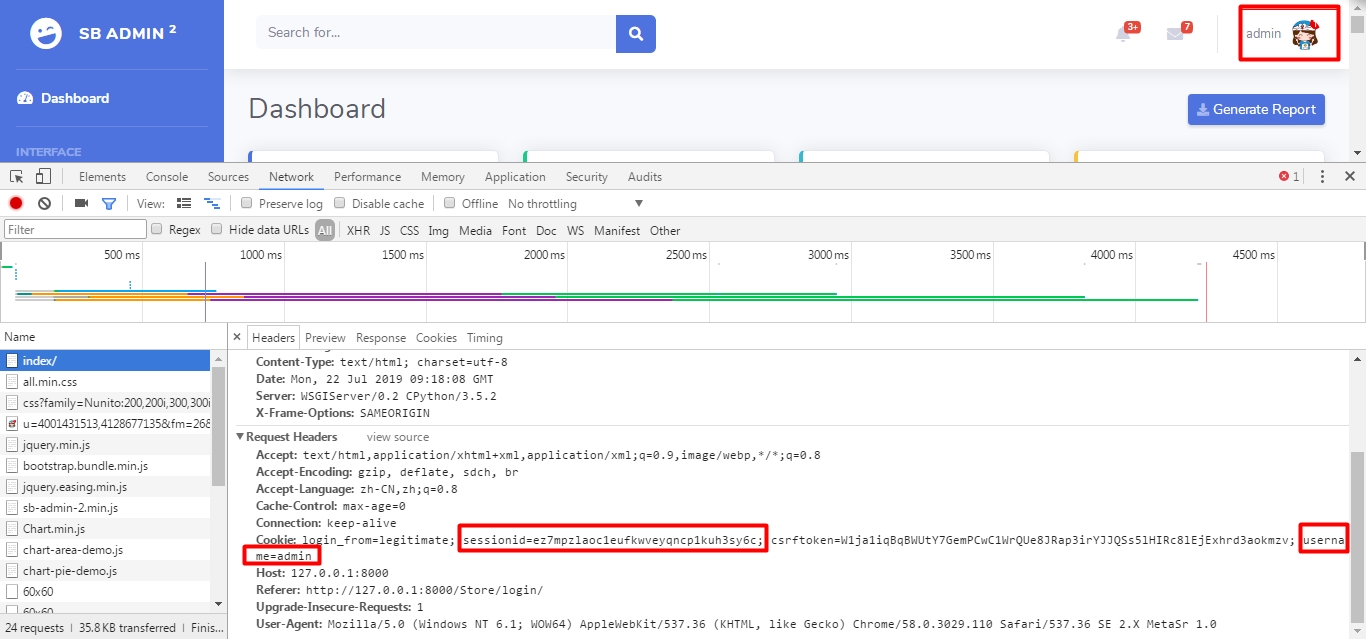 SB ADMIN 2
Search for...
3+
7
admin
Dashboard
Dashboard
Generate Report
INTERFACE
Elements Console Sources Network Performance Memory Application Security Audits 1
View: Preserve log Disable cache Offline No throttling
Filter Regex Hide data URLs All XHR JS CSS Img Media Font Doc WS Manifest Other
500 ms 1000 ms 1500 ms 2000 ms 2500 ms 3000 ms 3500 ms 4000 ms 4500 ms
Name
Headers Preview Response Cookies Timing
index/
all.min.css
css?family=Nunito:200,200i,300,300i
u=4001431513,4128677135&fm=268
jquery.min.js
bootstrap.bundle.min.js
jquery.easing.min.js
sb-admin-2.min.js
Chart.min.js
chart-area-demo.js
chart-pie-demo.js
60x60
60x60
24 requests | 35.8 KB transferred | Finis...
Content-Type: text/html; charset=utf-8
Date: Mon, 22 Jul 2019 09:18:08 GMT
Server: WSGIServer/0.2 CPython/3.5.2
X-Frame-Options: SAMEORIGIN
Request Headers view source
Accept: text/html,application/xhtml+xml,application/xml;q=0.9,image/webp,*/*;q=0.8
Accept-Encoding: gzip, deflate, sdch, br
Accept-Language: zh-CN,zh;q=0.8
Cache-Control: max-age=0
Connection: keep-alive
Cookie: login_from=legitimate; sessionid=ez7mpzlaoc1eufkwveyqncp1kuh3sy6c; csrftoken=W1ja1iqBqBWUtY7GemPCwC1WrQUe8JRap3irYJJQSs5lHIRc8lEjExhrd3aokmzv; userna
me=admin
Host: 127.0.0.1:8000
Referer: http://127.0.0.1:8000/Store/login/
Upgrade-Insecure-Requests: 1
User-Agent: Mozilla/5.0 (Windows NT 6.1; WOW64) AppleWebKit/537.36 (KHTML, like Gecko) Chrome/58.0.3029.110 Safari/537.36 SE 2.X MetaSr 1.0